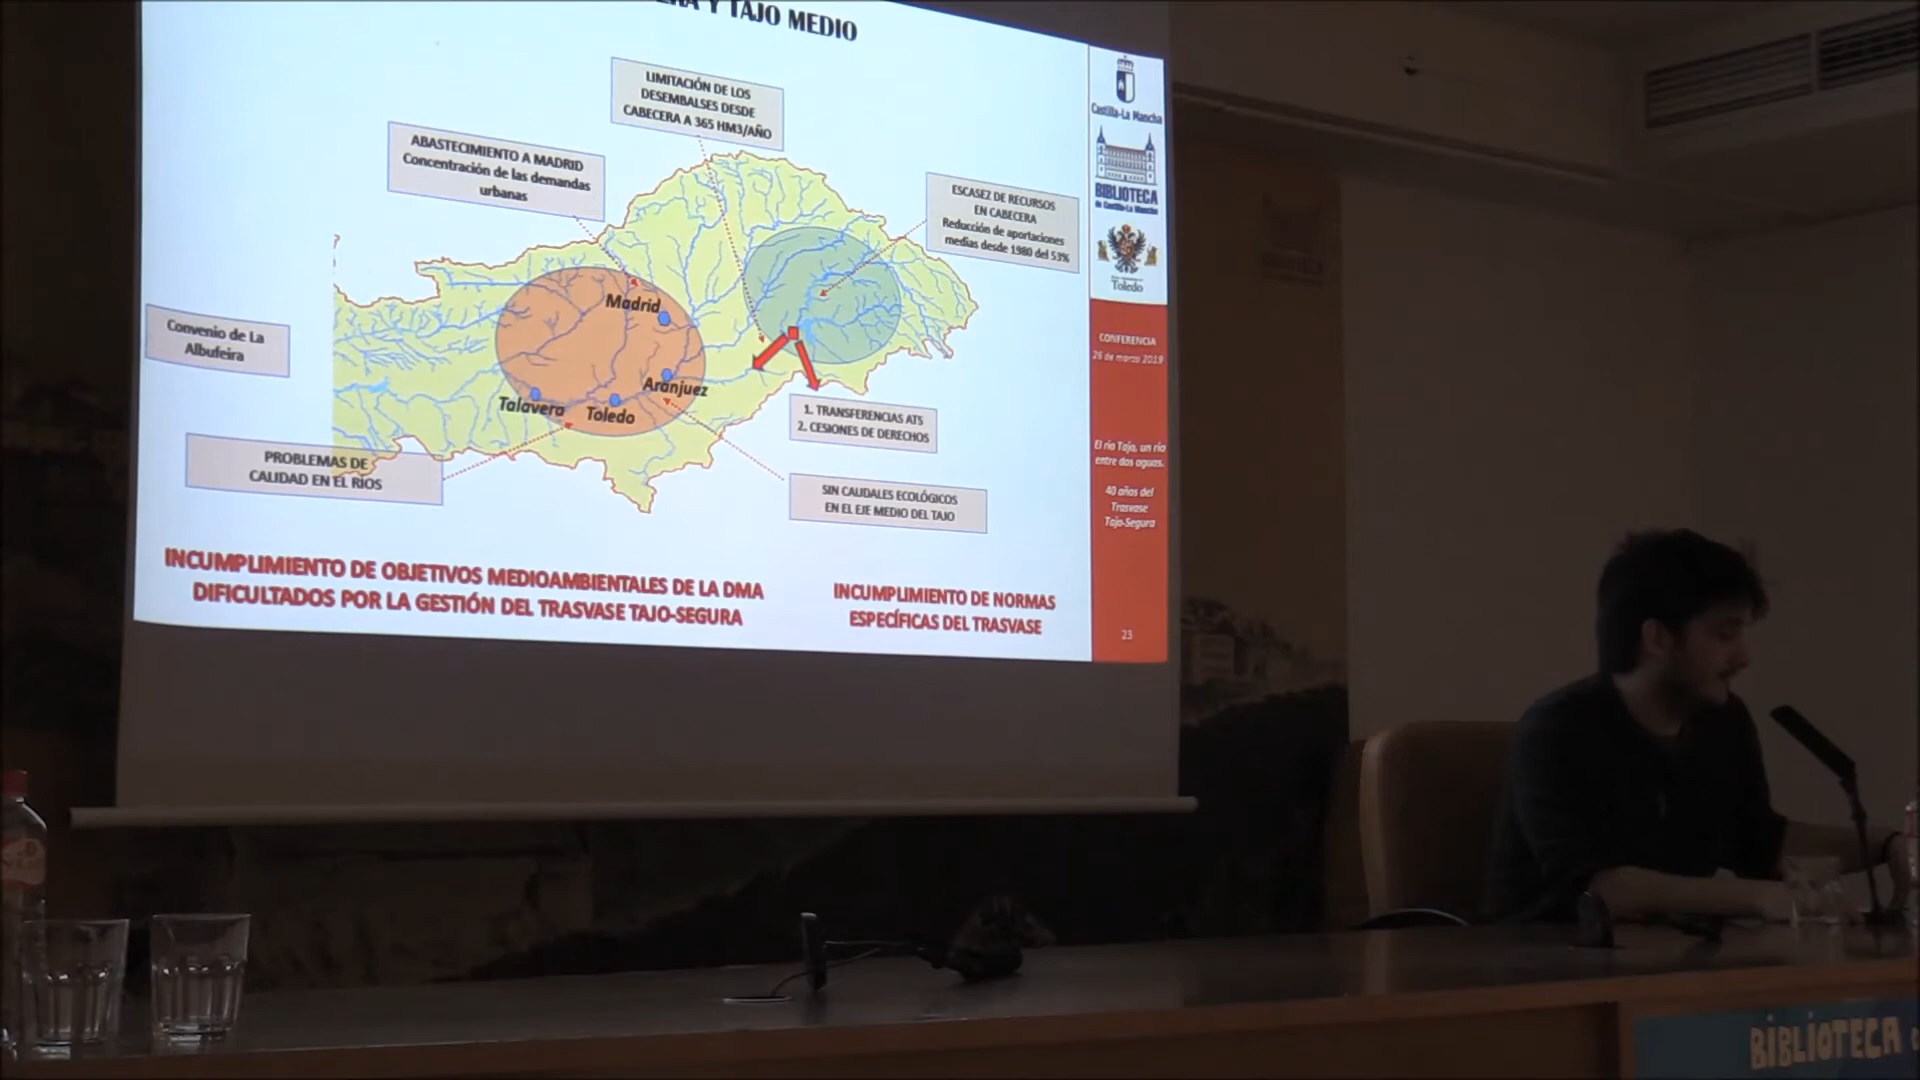 Y TAJO MEDIO
LIMITACIÓN DE LOS
DESEMBALSES DESDE
CABECERA A 365 HM3/AÑO
ABASTECIMIENTO A MADRID
Concentración de las demandas
urbanas
ESCASEZ DE RECURSOS
EN CABECERA
Reducción de aportaciones
medias desde 1980 del 53%
Convenio de La
Albufeira
Madrid
Aranjuez
Talavera
Toledo
1. TRANSFERENCIAS ATS
2. CESIONES DE DERECHOS
PROBLEMAS DE
CALIDAD EN EL RÍOS
SIN CAUDALES ECOLÓGICOS
EN EL EJE MEDIO DEL TAJO
INCUMPLIMIENTO DE OBJETIVOS MEDIOAMBIENTALES DE LA DMA
DIFICULTADOS POR LA GESTIÓN DEL TRASVASE TAJO-SEGURA
INCUMPLIMIENTO DE NORMAS
ESPECÍFICAS DEL TRASVASE
Castilla-La Mancha
BIBLIOTECA
de Castilla-La Mancha
Toledo
CONFERENCIA
26 de marzo 2019
El río Tajo, un río
entre dos aguas.
40 años del
Trasvase
Tajo-Segura
23
BIBLIOTECA